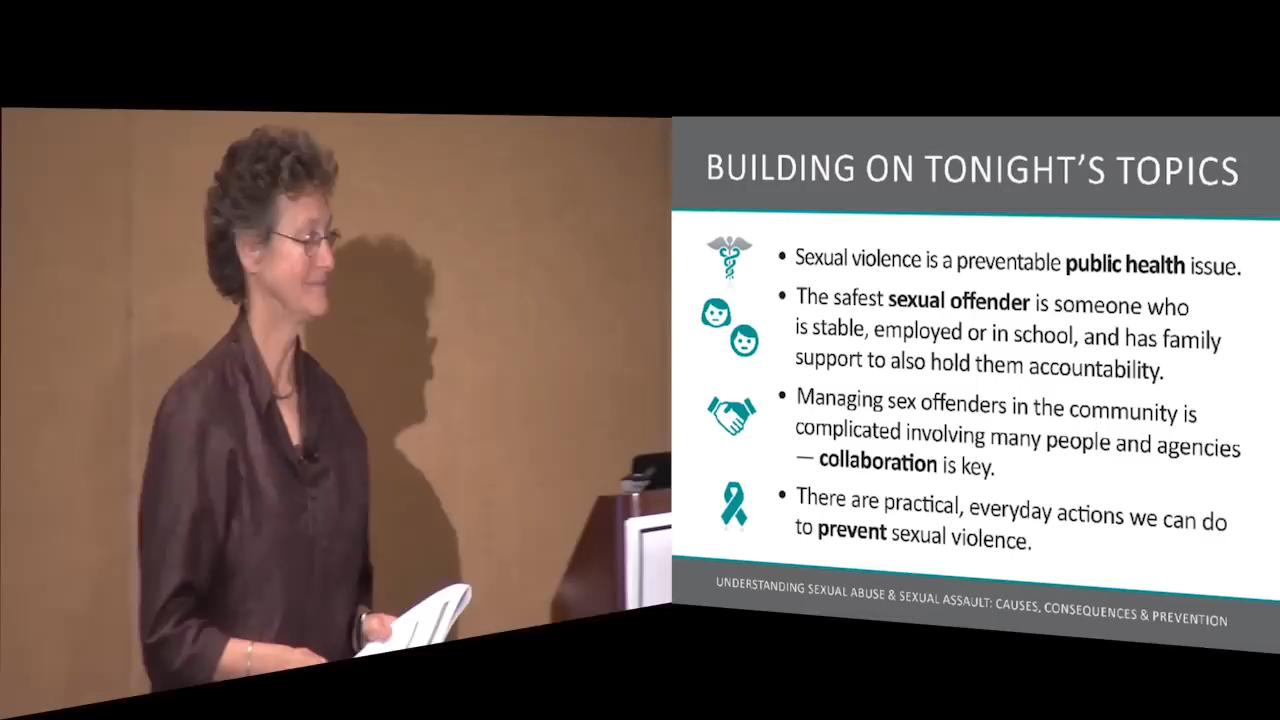 BUILDING ON TONIGHT'S TOPICS
• Sexual violence is a preventable public health issue.
• The safest sexual offender is someone who
is stable, employed or in school, and has family
support to also hold them accountability.
• Managing sex offenders in the community is
complicated involving many people and agencies
— collaboration is key.
• There are practical, everyday actions we can do
to prevent sexual violence.
UNDERSTANDING SEXUAL ABUSE & SEXUAL ASSAULT: CAUSES, CONSEQUENCES & PREVENTION